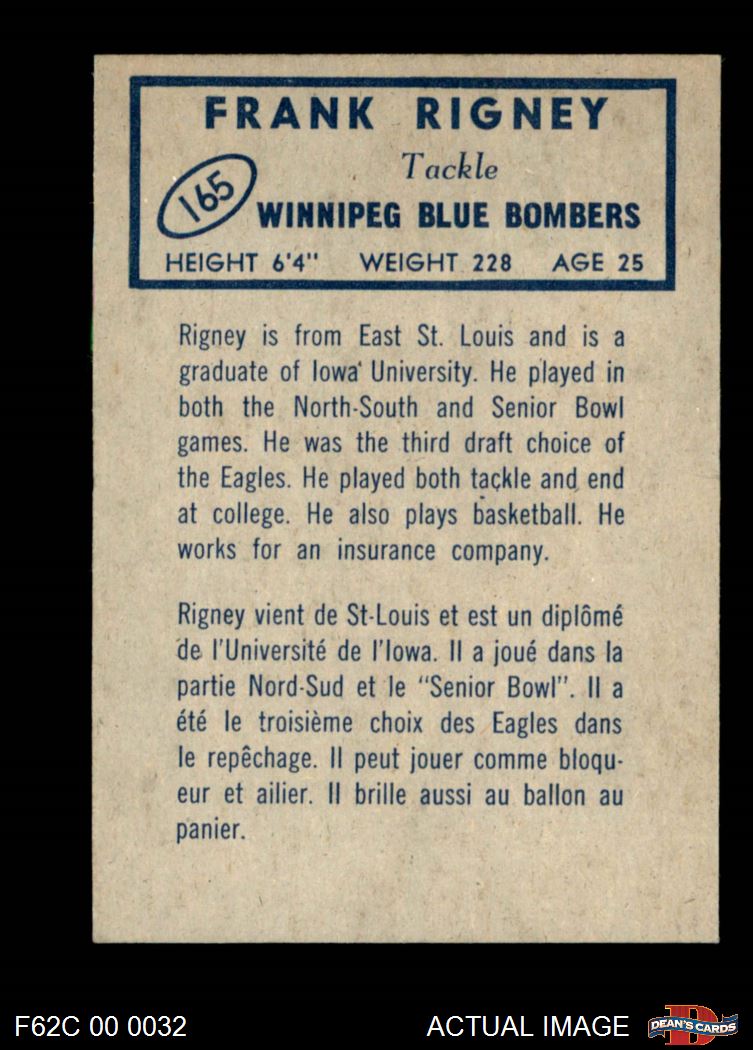 FRANK RIGNEY
Tackle
165
WINNIPEG BLUE BOMBERS
HEIGHT 6'4" WEIGHT 228 AGE 25
Rigney is from East St. Louis and is a
graduate of Iowa' University. He played in
both the North-South and Senior Bowl
games. He was the third draft choice of
the Eagles. He played both tackle and end
at college. He also plays basketball. He
works for an insurance company.
Rigney vient de St-Louis et est un diplômé
de l'Université de l'Iowa. Il a joué dans la
partie Nord-Sud et le "Senior Bowl". Il a
été le troisième choix des Eagles dans
le repêchage. Il peut jouer comme bloqu-
eur et ailier. Il brille aussi au ballon au
panier.
F62C 00 0032
ACTUAL IMAGE
D
DEAN'S CARDS